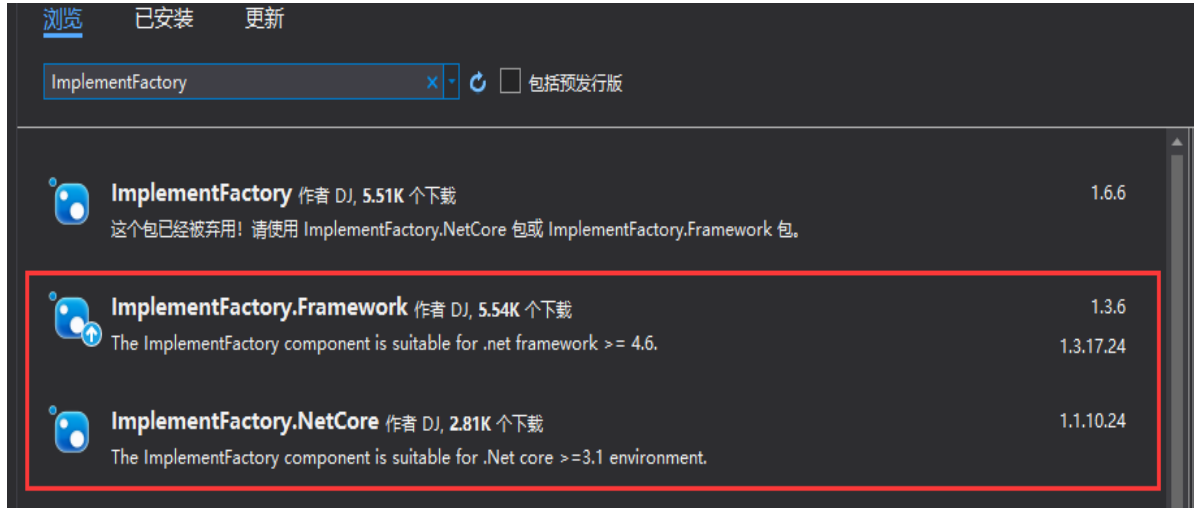 浏览 已安装 更新
ImplementFactory 包括预发行版
ImplementFactory 作者 DJ, 5.51K 个下载 1.6.6
这个包已经被弃用！请使用 ImplementFactory.NetCore 包或 ImplementFactory.Framework 包。
ImplementFactory.Framework 作者 DJ, 5.54K 个下载 1.3.6
The ImplementFactory component is suitable for .net framework >= 4.6. 1.3.17.24
ImplementFactory.NetCore 作者 DJ, 2.81K 个下载 1.1.10.24
The ImplementFactory component is suitable for .Net core >=3.1 environment.